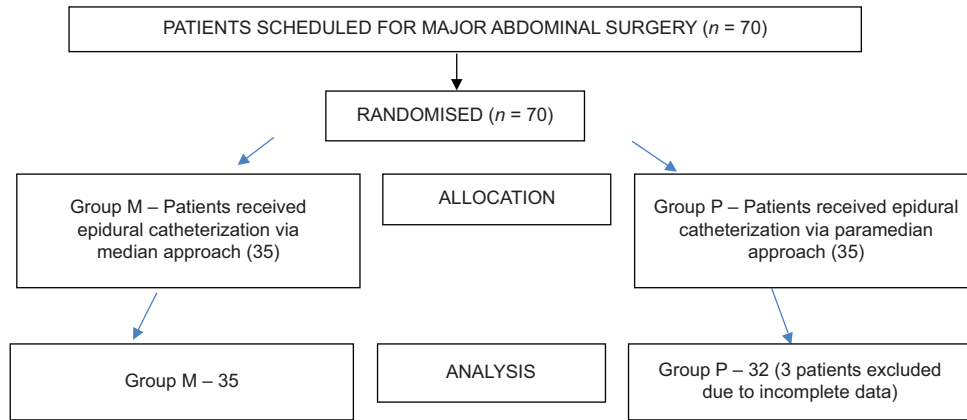 PATIENTS SCHEDULED FOR MAJOR ABDOMINAL SURGERY (n = 70)
RANDOMISED (n = 70)
Group M – Patients received
epidural catheterization via
median approach (35)
ALLOCATION
Group P – Patients received
epidural catheterization via paramedian
approach (35)
Group M – 35
ANALYSIS
Group P – 32 (3 patients excluded
due to incomplete data)